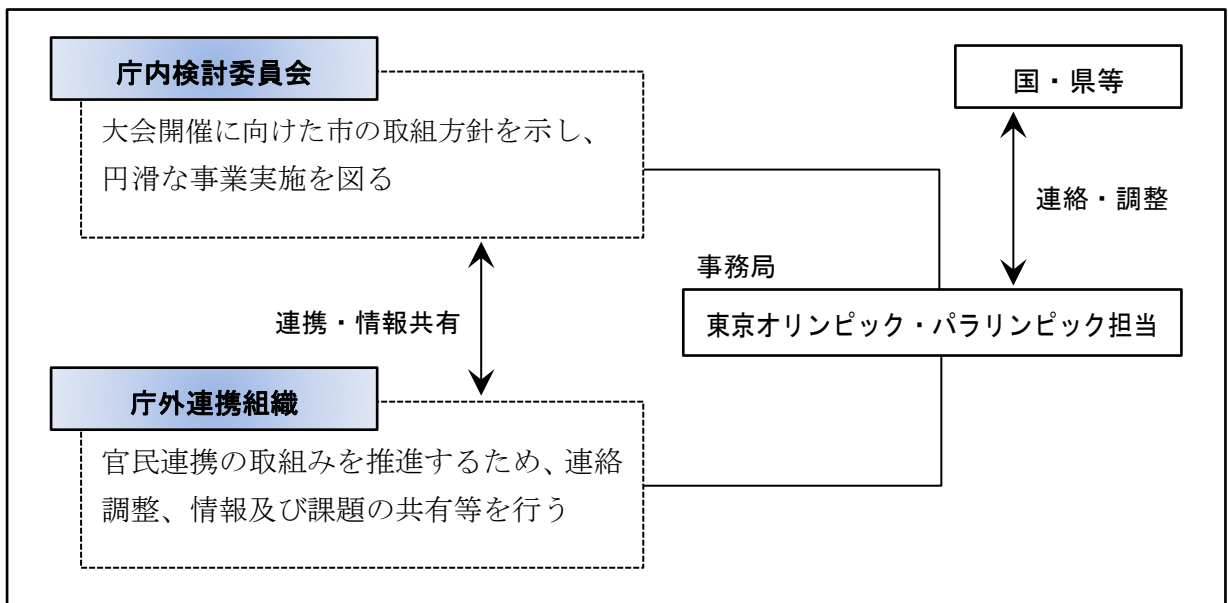 庁内検討委員会
大会開催に向けた市の取組方針を示し、
円滑な事業実施を図る
国・県等
連絡・調整
事務局
東京オリンピック・パラリンピック担当
連携・情報共有
庁外連携組織
官民連携の取組みを推進するため、連絡
調整、情報及び課題の共有等を行う